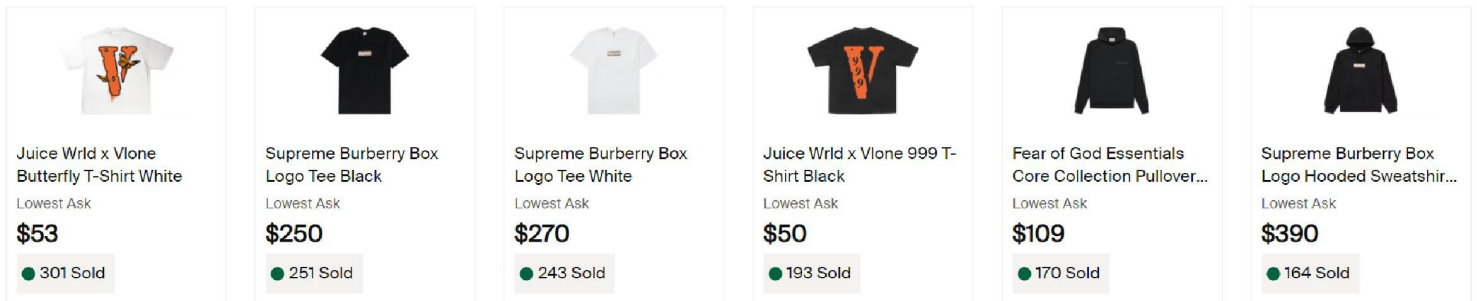 Juice Wrld x Vlone
Butterfly T-Shirt White
Lowest Ask
$53
301 Sold
Supreme Burberry Box
Logo Tee Black
Lowest Ask
$250
251 Sold
Supreme Burberry Box
Logo Tee White
Lowest Ask
$270
243 Sold
999
Juice Wrld x Vlone 999 T-
Shirt Black
Lowest Ask
$50
193 Sold
Fear of God Essentials
Core Collection Pullover...
Lowest Ask
$109
170 Sold
Supreme Burberry Box
Logo Hooded Sweatshir...
Lowest Ask
$390
164 Sold